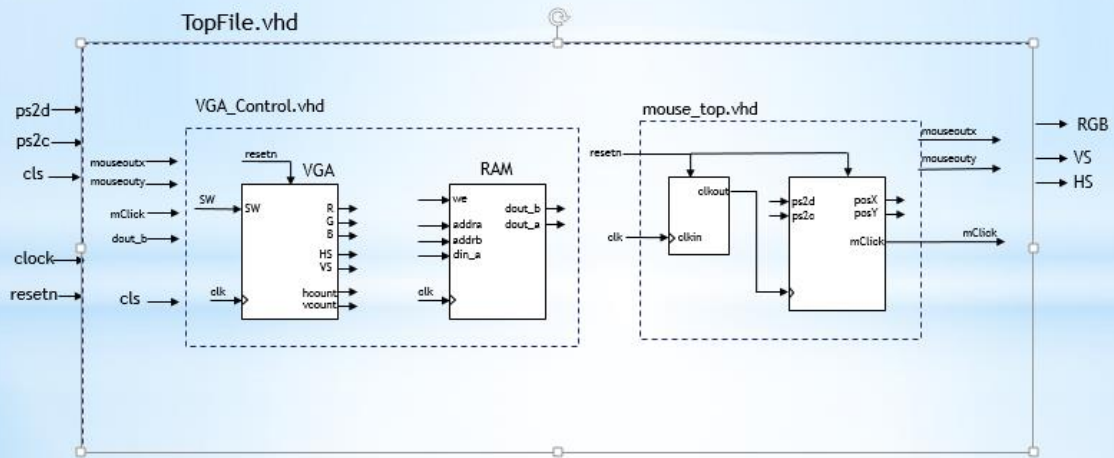 TopFile.vhd
ps2d
ps2c
cls
clock
resetn
mouseoutx
mouseouty
mClick
dout_b
cls
VGA_Control.vhd
resetn
VGA
SW
SW
R
G
B
HS
VS
hcount
vcount
clk
RAM
we
addra
addrb
din_a
dout_b
dout_a
clk
mouse_top.vhd
resetn
clkout
clk
clkin
ps2d
ps2c
posX
posY
mClick
mouseoutx
mouseouty
mClick
RGB
VS
HS